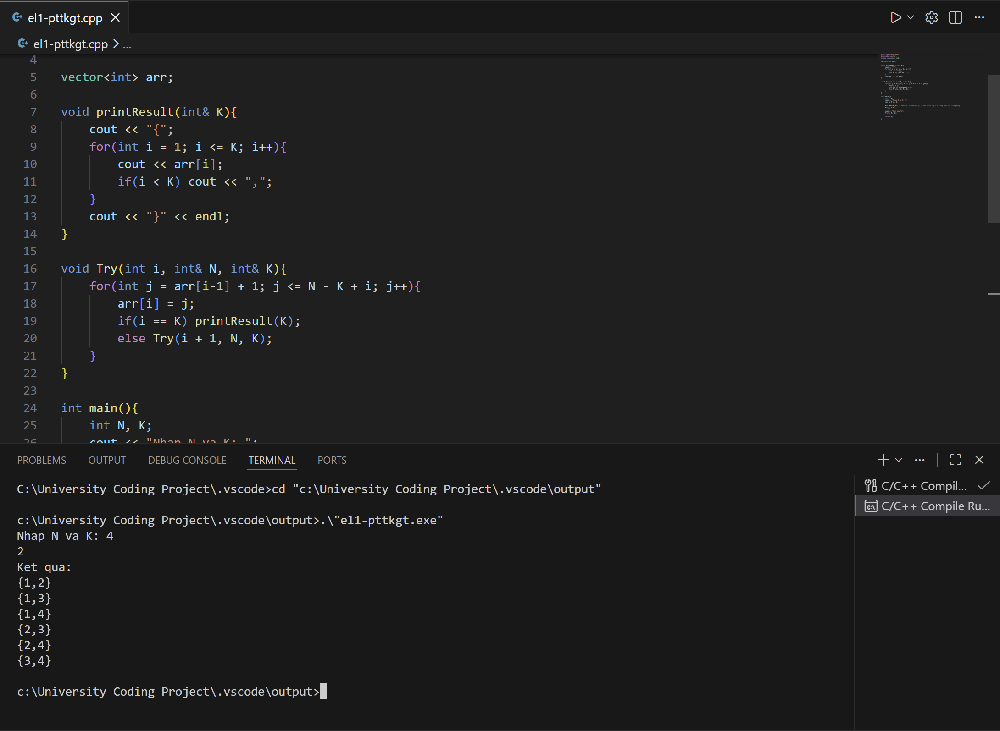 el1-pttkgt.cpp
el1-pttkgt.cpp > ...
4
5 vector<int> arr;
6
7 void printResult(int& K){
8     cout << "{";
9     for(int i = 1; i <= K; i++){
10         cout << arr[i];
11         if(i < K) cout << ",";
12     }
13     cout << "}" << endl;
14 }
15
16 void Try(int i, int& N, int& K){
17     for(int j = arr[i-1] + 1; j <= N - K + i; j++){
18         arr[i] = j;
19         if(i == K) printResult(K);
20         else Try(i + 1, N, K);
21     }
22 }
23
24 int main(){
25     int N, K;
26     cout << "Nhap N va K: ";
PROBLEMS OUTPUT DEBUG CONSOLE TERMINAL PORTS
C:\University Coding Project\.vscode>cd "c:\University Coding Project\.vscode\output"
c:\University Coding Project\.vscode\output>.\"el1-pttkgt.exe"
Nhap N va K: 4
2
Ket qua:
{1,2}
{1,3}
{1,4}
{2,3}
{2,4}
{3,4}
c:\University Coding Project\.vscode\output>
C/C++ Compil...
C/C++ Compile Ru...